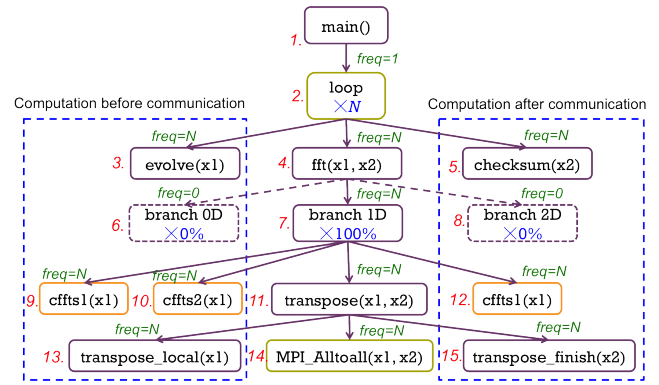 main()
1.
freq=1
loop
2.
×N
Computation before communication
Computation after communication
freq=N
freq=N
freq=N
3.
evolve(x1)
4.
fft(x1, x2)
5.
checksum(x2)
freq=0
freq=N
freq=0
6.
branch 0D
×0%
7.
branch 1D
×100%
8.
branch 2D
×0%
freq=N
freq=N
freq=N
freq=N
9.
cffts1(x1)
10.
cffts2(x1)
11.
transpose(x1, x2)
12.
cffts1(x1)
freq=N
freq=N
freq=N
13.
transpose_local(x1)
14.
MPI_Alltoall(x1, x2)
15.
transpose_finish(x2)